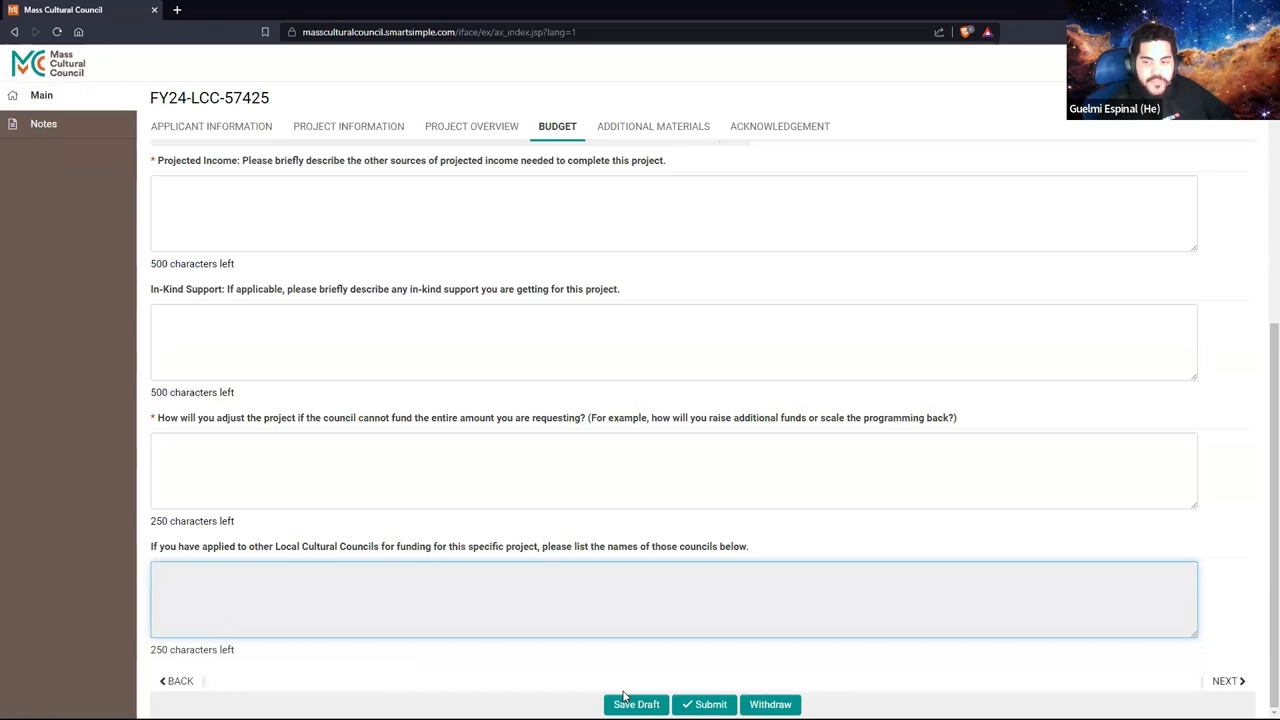 Mass Cultural Council
massculturalcouncil.smartsimple.com/iface/ex/ax_index.jsp?lang=1
Mass
Cultural
Council
Guelmi Espinal (He)
Main
Notes
FY24-LCC-57425
APPLICANT INFORMATION PROJECT INFORMATION PROJECT OVERVIEW BUDGET ADDITIONAL MATERIALS ACKNOWLEDGEMENT
* Projected Income: Please briefly describe the other sources of projected income needed to complete this project.
500 characters left
In-Kind Support: If applicable, please briefly describe any in-kind support you are getting for this project.
500 characters left
* How will you adjust the project if the council cannot fund the entire amount you are requesting? (For example, how will you raise additional funds or scale the programming back?)
250 characters left
If you have applied to other Local Cultural Councils for funding for this specific project, please list the names of those councils below.
250 characters left
BACK NEXT
Save Draft Submit Withdraw